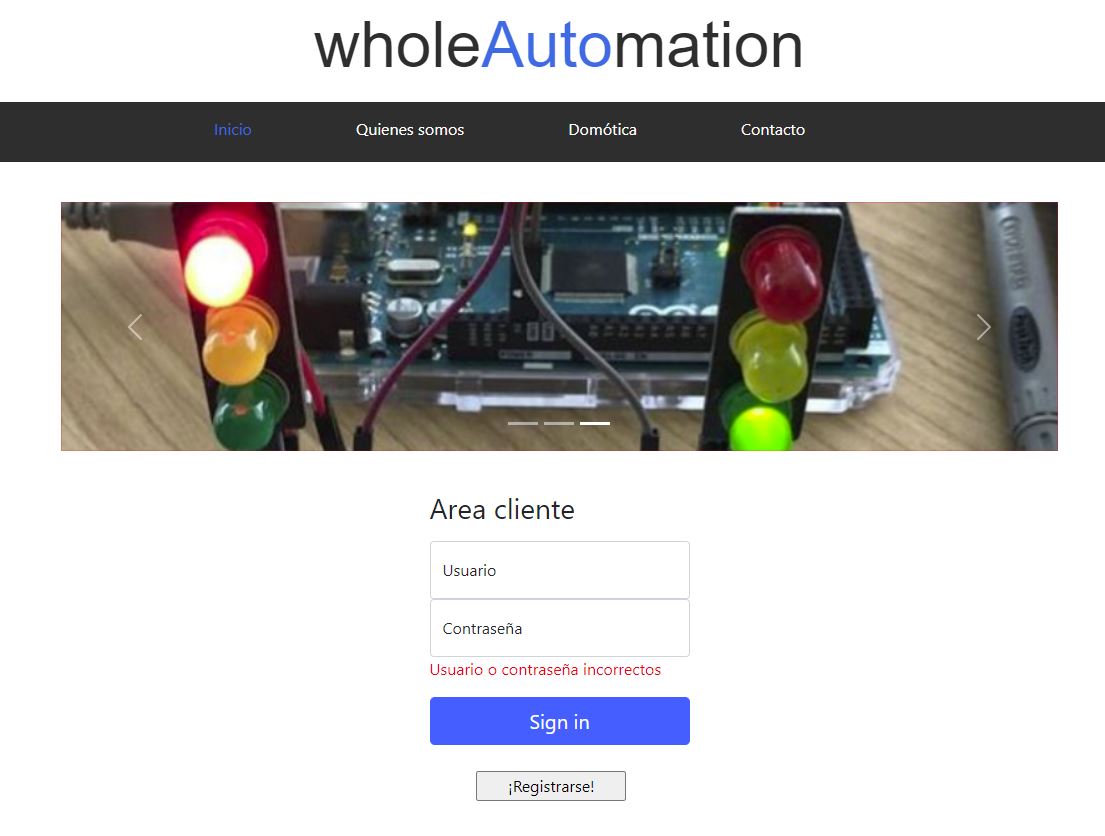 wholeAutomation
Inicio Quienes somos Domótica Contacto
Area cliente
Usuario
Contraseña
Usuario o contraseña incorrectos
Sign in
¡Registrarse!